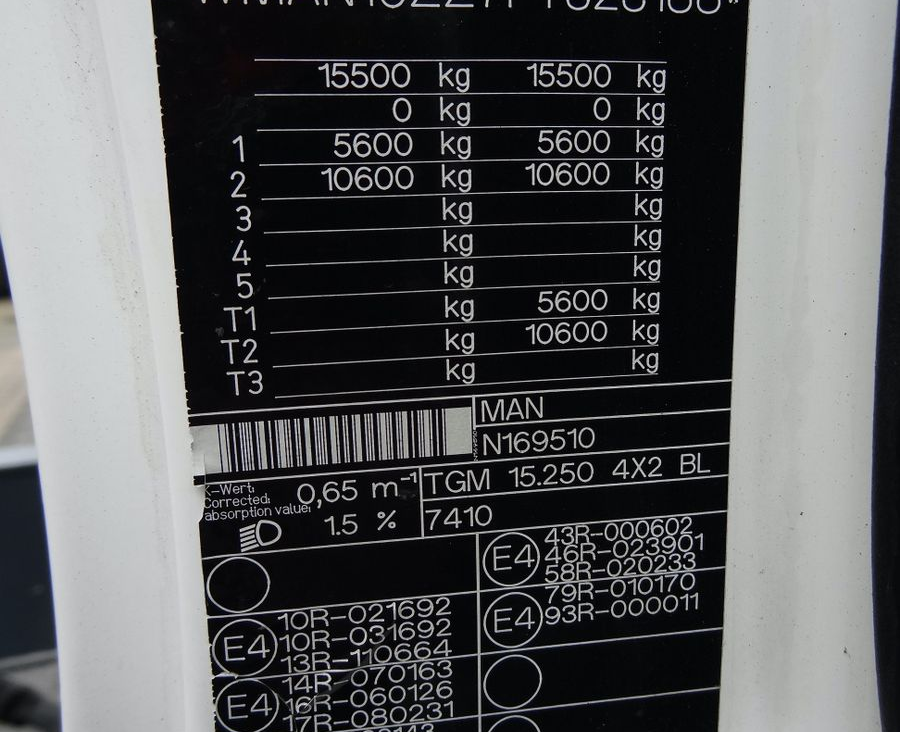 15500 kg 15500 kg
0 kg 0 kg
1 5600 kg 5600 kg
2 10600 kg 10600 kg
3 kg kg
4 kg kg
5 kg kg
T1 kg 5600 kg
T2 kg 10600 kg
T3 kg kg
MAN
N169510
K-Wert:
Corrected:
absorption value:
0,65 m⁻¹
TGM 15.250 4X2 BL
1.5 %
7410
43R-000602
E4 46R-023901
58R-020233
79R-010170
E4 93R-000011
10R-021692
E4 10R-031692
13R-110664
14R-070163
E4 16R-060126
17R-080231